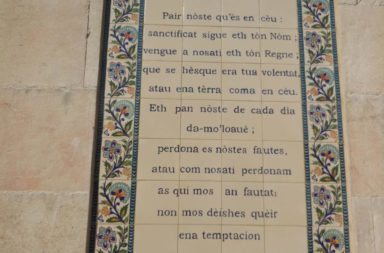 Pair nòste qu'ès en cèu :
sanctificat sigue eth tòn Nòm ;
vengue a nosati eth tòn Regne ;
que se hèsque era tua volentat,
atau ena tèrra coma en cèu.
Eth pan nòste de cada dia
da-mo'loauè ;
perdona es nòstes fautes,
atau com nosati perdonam
as qui mos an fautat:
non mos deishes quèir
ena temptacion